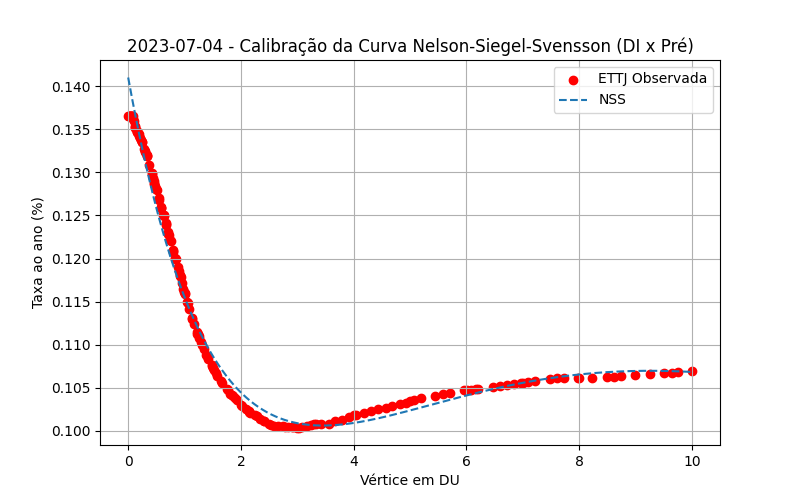 2023-07-04 - Calibração da Curva Nelson-Siegel-Svensson (DI x Pré)
ETTJ Observada
NSS
Taxa ao ano (%)
0.140
0.135
0.130
0.125
0.120
0.115
0.110
0.105
0.100
0 2 4 6 8 10
Vértice em DU